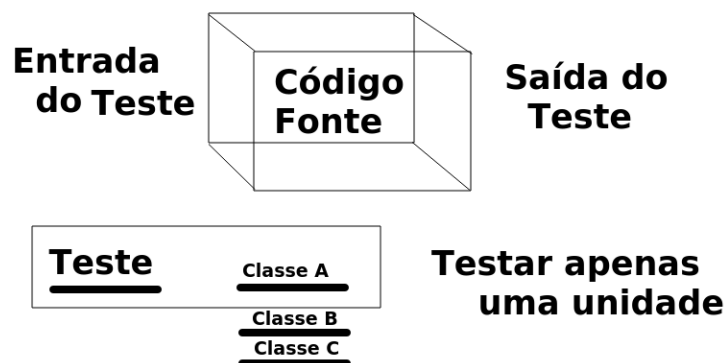 Entrada
do Teste
Código
Fonte
Saída do
Teste
Teste
Classe A
Classe B
Classe C
Testar apenas
uma unidade